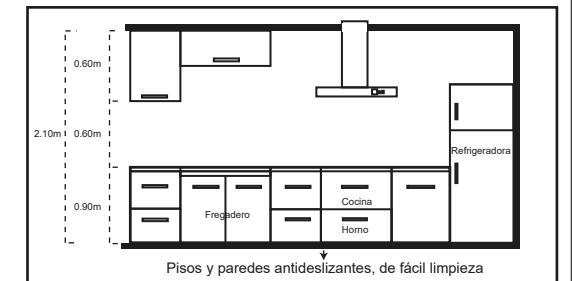 0.60m
2.10m
0.60m
Refrigeradora
0.90m
Cocina
Fregadero
Horno
Pisos y paredes antideslizantes, de fácil limpieza